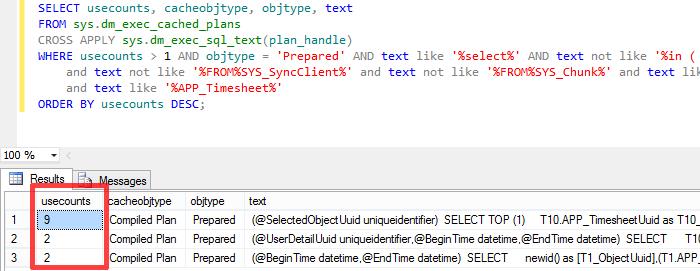 SELECT usecounts, cacheobjtype, objtype, text
FROM sys.dm_exec_cached_plans
CROSS APPLY sys.dm_exec_sql_text(plan_handle)
WHERE usecounts > 1 AND objtype = 'Prepared' AND text like '%select%' AND text not like '%in (
and text not like '%FROM%SYS_SyncClient%' and text not like '%FROM%SYS_Chunk%' and text lik
and text like '%APP_Timesheet%'
ORDER BY usecounts DESC;
100 %
Results Messages
usecounts cacheobjtype objtype text
1 9 Compiled Plan Prepared (@SelectedObjectUuid uniqueidentifier) SELECT TOP (1) T10.APP_TimesheetUuid as T10_
2 2 Compiled Plan Prepared (@UserDetailUuid uniqueidentifier,@BeginTime datetime,@EndTime datetime) SELECT T10
3 2 Compiled Plan Prepared (@BeginTime datetime,@EndTime datetime) SELECT newid() as [T1_ObjectUuid],(T1.APP_